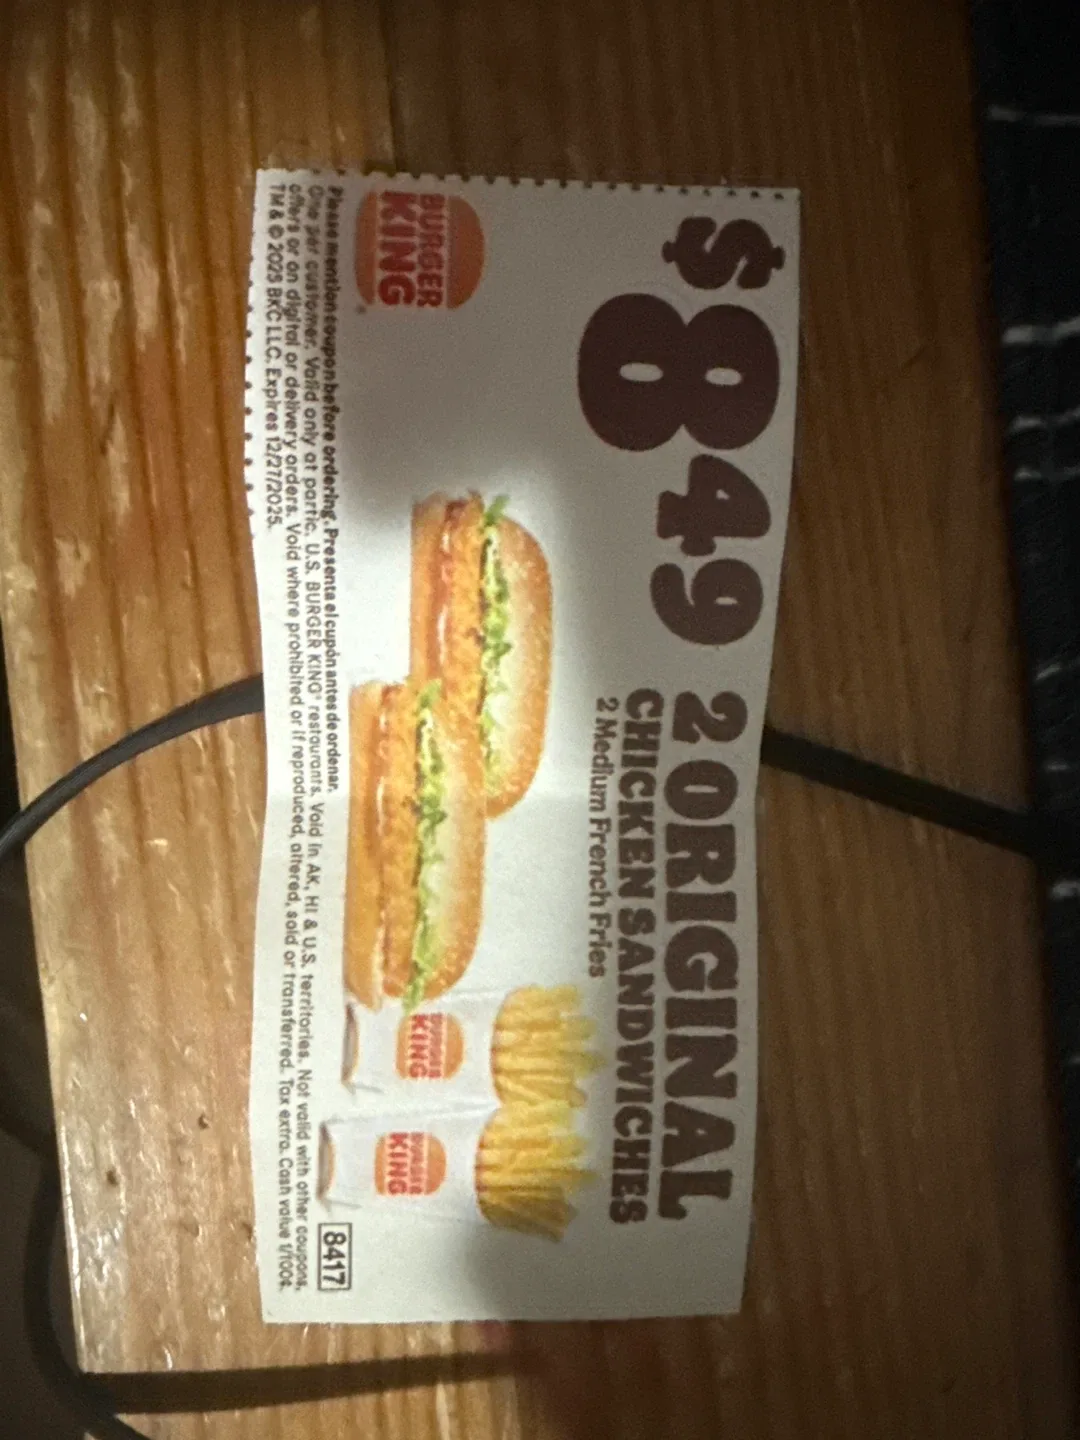 $849 2 ORIGINAL
CHICKEN SANDWICHES
2 Medium French Fries
BURGER
KING
BURGER
KING
BURGER
KING
8417
Please mention coupon before ordering. Presenta el cupón antes de ordenar.
One per customer. Valid only at partic. U.S. BURGER KING® restaurants. Void in AK, HI & U.S. territories. Not valid with other coupons,
offers or on digital or delivery orders. Void where prohibited or if reproduced, altered, sold or transferred. Tax extra. Cash value 1/100¢.
TM & © 2025 BKC LLC. Expires 12/21/2025.